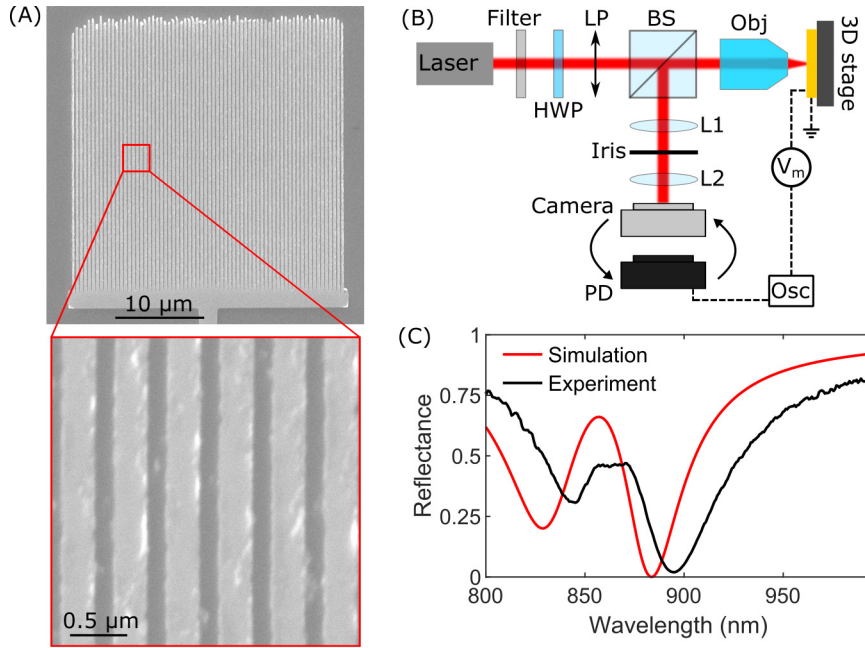 (A)
10 µm
0.5 µm
(B)
Filter
LP
BS
Obj
3D stage
Laser
HWP
L1
Iris
L2
Vm
Camera
PD
Osc
(C)
1
0.75
0.5
0.25
0
Reflectance
Simulation
Experiment
800
850
900
950
Wavelength (nm)